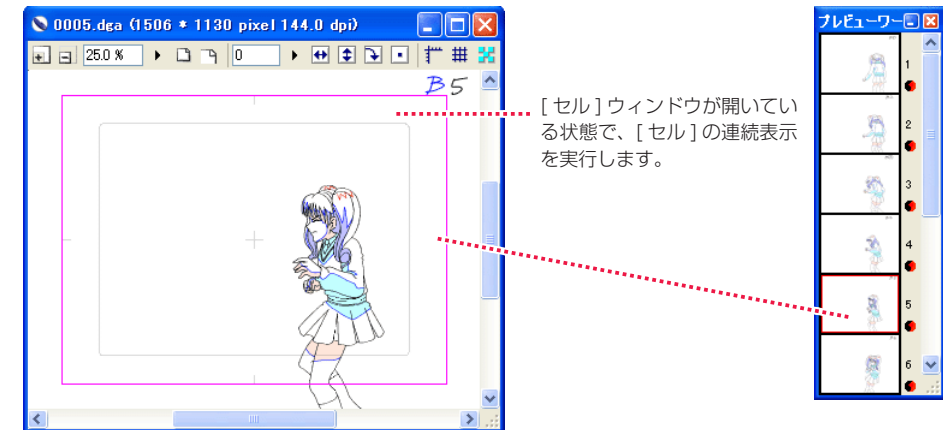 0005.dga (1506 * 1130 pixel 144.0 dpi)
25.0 %
0
B5
[ セル ] ウィンドウが開いてい
る状態で、[ セル ] の連続表示
を実行します。
プレビューワー
1
2
3
4
5
6